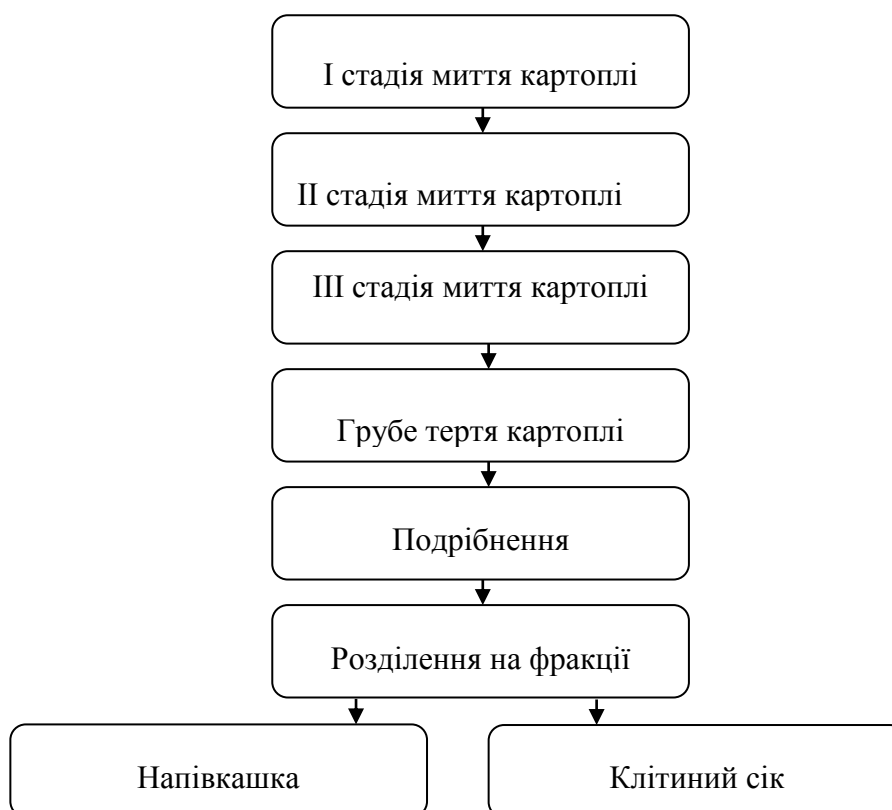 І стадія миття картоплі
ІІ стадія миття картоплі
ІІІ стадія миття картоплі
Грубе тертя картоплі
Подрібнення
Розділення на фракції
Напівкашка
Клітиний сік